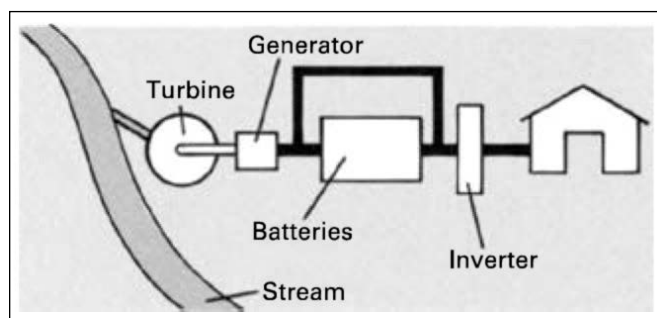 Generator
Turbine
Batteries
Inverter
Stream